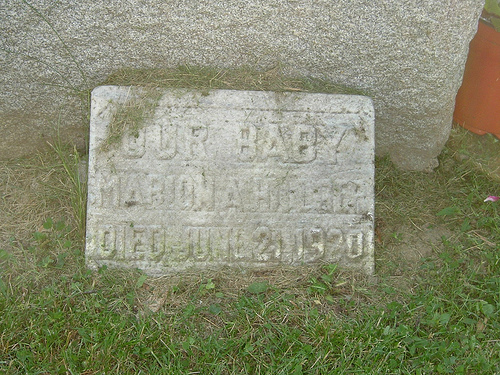 OUR BABY
MARION A.
DIED JUNE 21, 1920